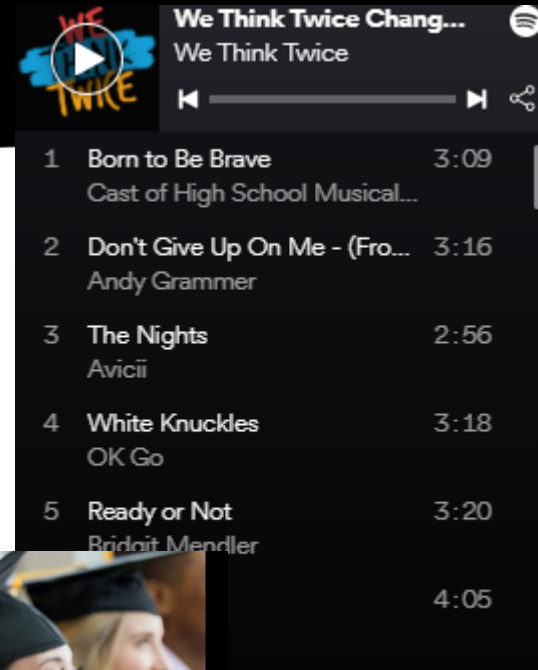 WE
THINK
TWICE
We Think Twice Chang...
We Think Twice
1 Born to Be Brave 3:09
Cast of High School Musical...
2 Don't Give Up On Me - (Fro... 3:16
Andy Grammer
3 The Nights 2:56
Avicii
4 White Knuckles 3:18
OK Go
5 Ready or Not 3:20
Bridgit Mendler
4:05